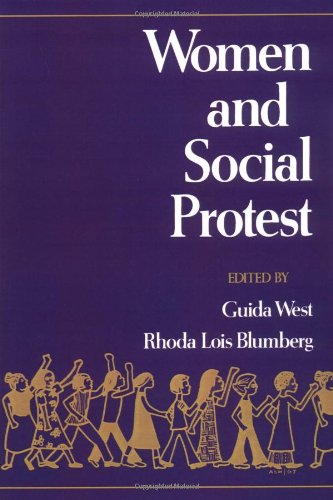 Women
and
Social
Protest
EDITED BY
Guida West
Rhoda Lois Blumberg